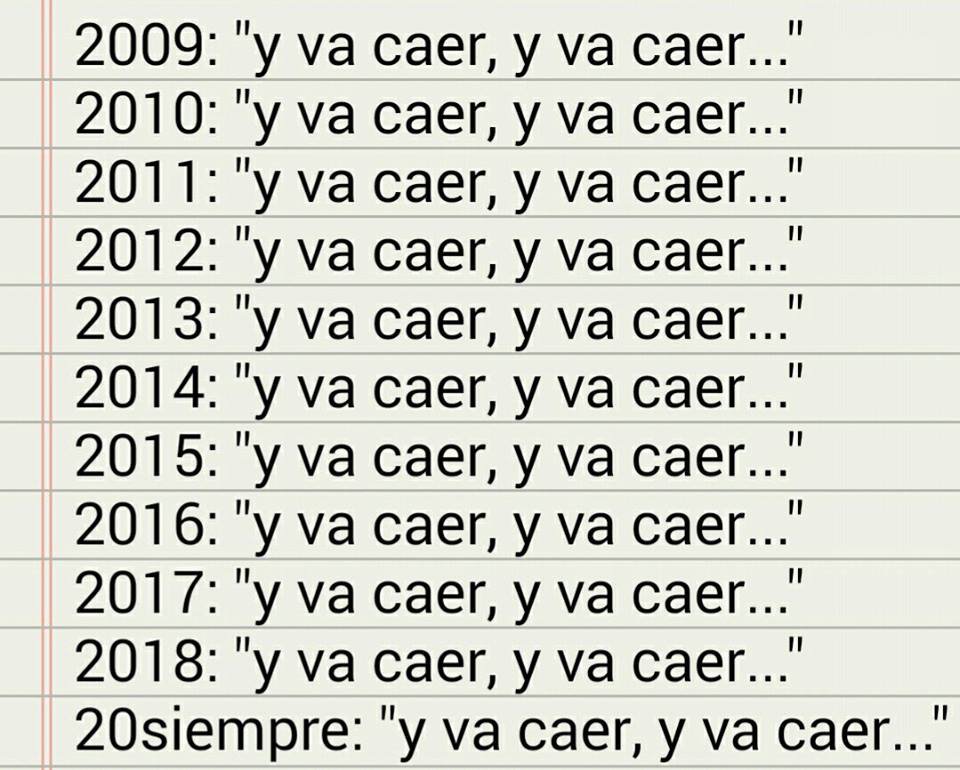 2009: "y va caer, y va caer..."
2010: "y va caer, y va caer..."
2011: "y va caer, y va caer..."
2012: "y va caer, y va caer..."
2013: "y va caer, y va caer..."
2014: "y va caer, y va caer..."
2015: "y va caer, y va caer..."
2016: "y va caer, y va caer..."
2017: "y va caer, y va caer..."
2018: "y va caer, y va caer..."
20siempre: "y va caer, y va caer..."